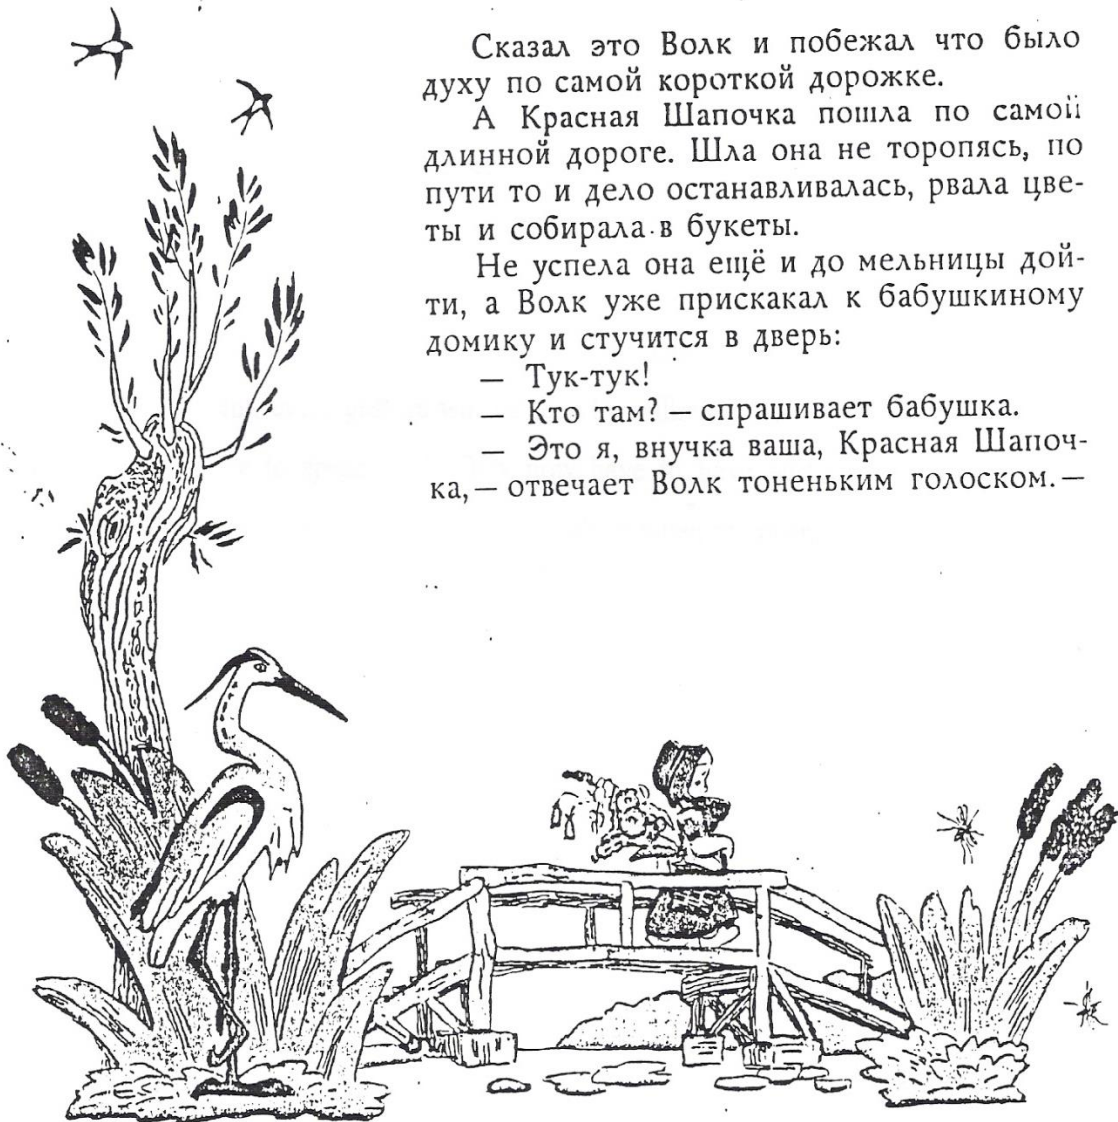 Сказал это Волк и побежал что было
духу по самой короткой дорожке.
А Красная Шапочка пошла по самой
длинной дороге. Шла она не торопясь, по
пути то и дело останавливалась, рвала цве-
ты и собирала в букеты.
Не успела она ещё и до мельницы дой-
ти, а Волк уже прискакал к бабушкиному
домику и стучится в дверь:
— Тук-тук!
— Кто там? — спрашивает бабушка.
— Это я, внучка ваша, Красная Шапоч-
ка, — отвечает Волк тоненьким голоском. —